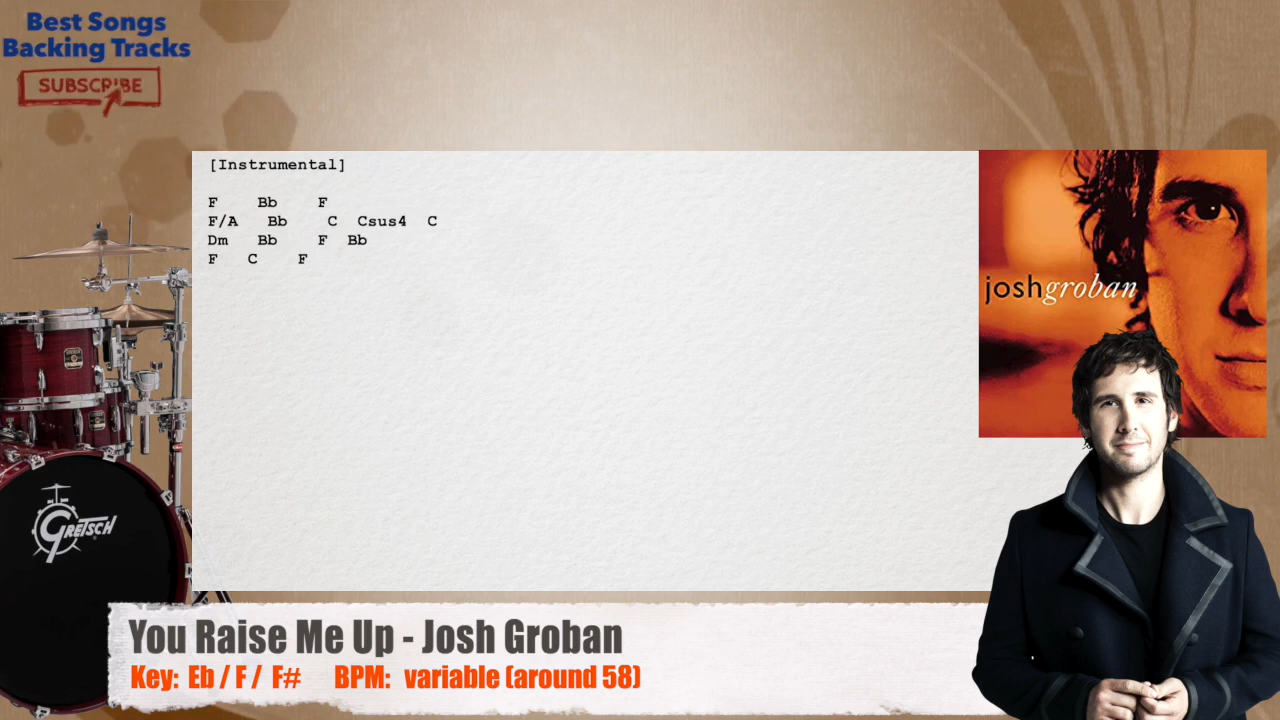 Best Songs
Backing Tracks
SUBSCRIBE
[Instrumental]
F    Bb    F
F/A   Bb    C  Csus4  C
Dm   Bb    F  Bb
F   C    F
joshgroban
GRETSCH
You Raise Me Up - Josh Groban
Key: Eb / F / F#    BPM: variable (around 58)